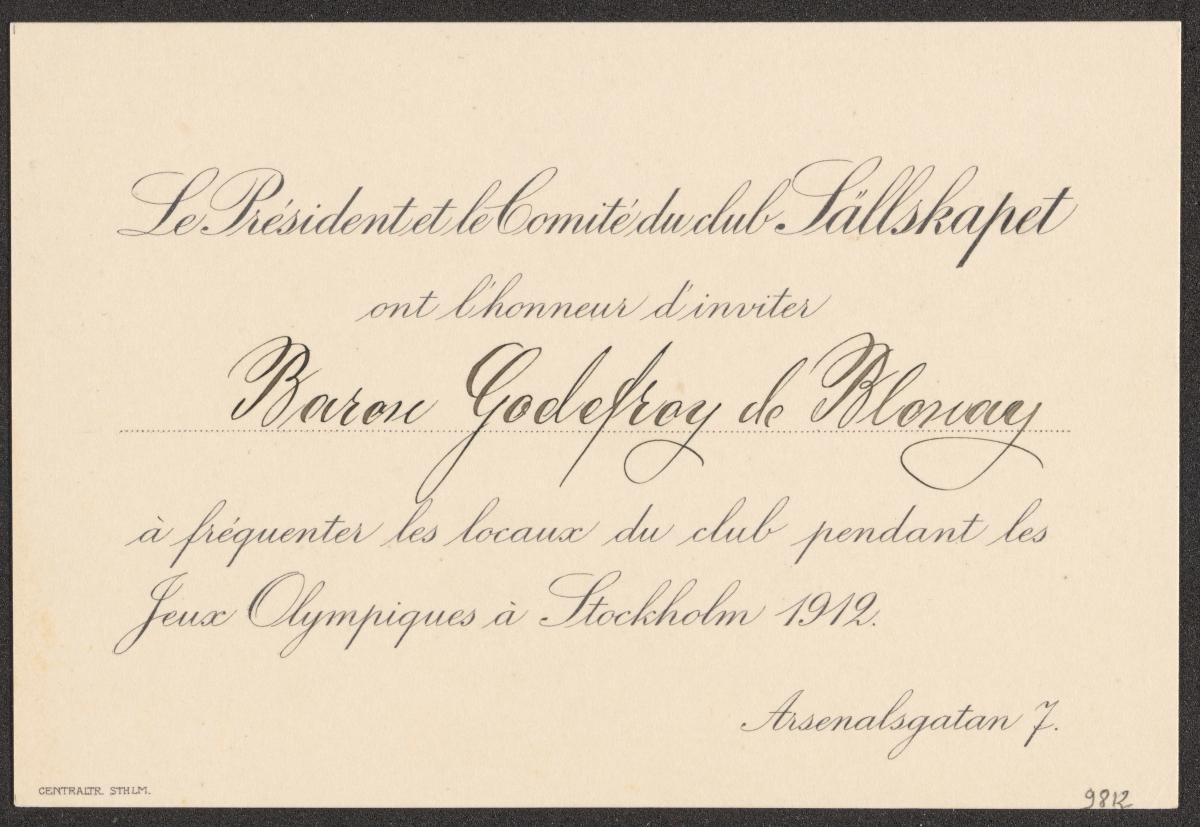 Le Président et le Comité du club Sällskapet
ont l'honneur d'inviter
Baron Godefroy de Blonay
à fréquenter les locaux du club pendant les
Jeux Olympiques à Stockholm 1912.
Arsenalsgatan 7.
CENTRALTR. STHLM.